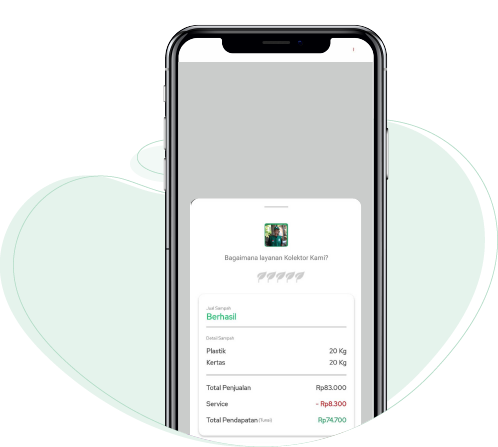 Bagaimana layanan Kolektor Kami?
Jual Sampah
Berhasil
Detail Sampah
Plastik 20 Kg
Kertas 20 Kg
Total Penjualan Rp83,000
Service - Rp8.300
Total Pendapatan (Tunai) Rp74.700